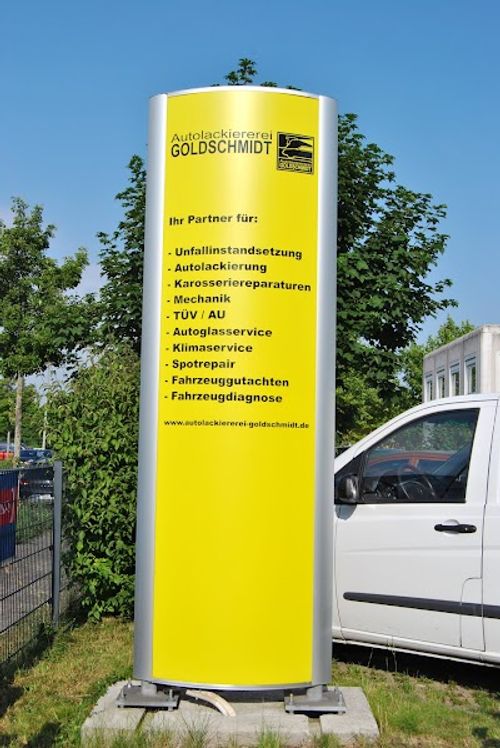 Autolackiererei
GOLDSCHMIDT
GOLDSCHMIDT
Ihr Partner für:
- Unfallinstandsetzung
- Autolackierung
- Karosseriereparaturen
- Mechanik
- TÜV / AU
- Autoglasservice
- Klimaservice
- Spotrepair
- Fahrzeuggutachten
- Fahrzeugdiagnose
www.autolackiererei-goldschmidt.de